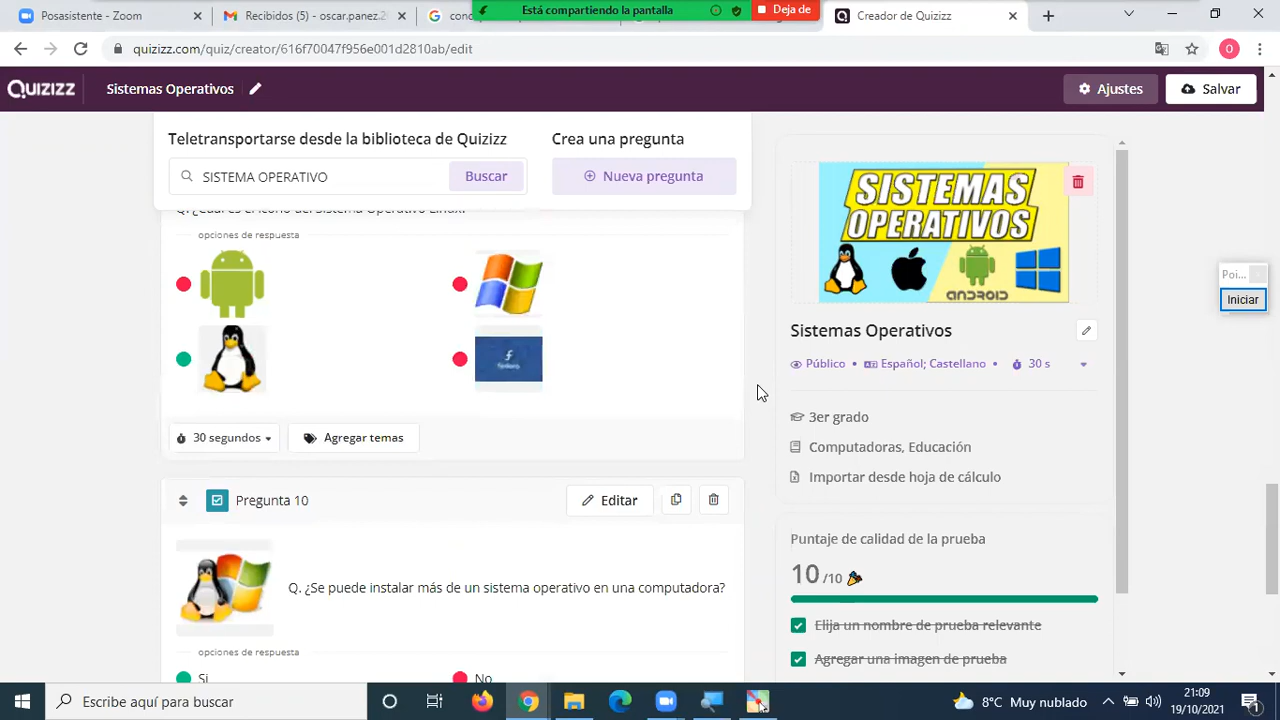 Posasistencia - Zoom
Recibidos (5) - oscar.panez.2
Está compartiendo la pantalla
Deja de
Creador de Quizizz
quizizz.com/quiz/creator/616f70047f956e001d2810ab/edit
O
Quizizz
Sistemas Operativos
Ajustes
Salvar
Teletransportarse desde la biblioteca de Quizizz
Crea una pregunta
SISTEMA OPERATIVO
Buscar
Nueva pregunta
opciones de respuesta
30 segundos
Agregar temas
Pregunta 10
Editar
Q. ¿Se puede instalar más de un sistema operativo en una computadora?
opciones de respuesta
Si
No
SISTEMAS
OPERATIVOS
ANDROID
Sistemas Operativos
Público • Español; Castellano • 30 s
3er grado
Computadoras, Educación
Importar desde hoja de cálculo
Puntaje de calidad de la prueba
10/10
Elija un nombre de prueba relevante
Agregar una imagen de prueba
Poi...
Iniciar
Escribe aquí para buscar
8°C Muy nublado
21:09
19/10/2021
1